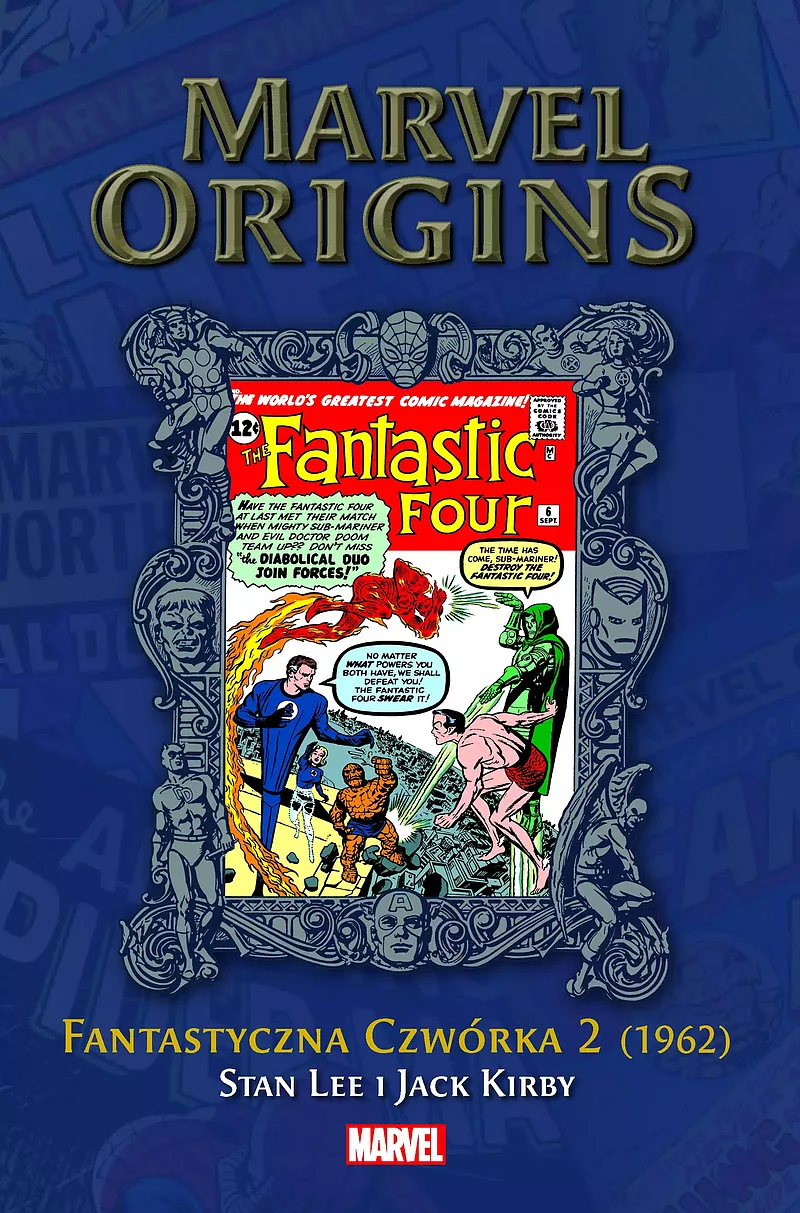 MARVEL
ORIGINS
THE WORLD'S GREATEST COMIC MAGAZINE!
APPROVED
BY THE
COMICS
CODE
AUTHORITY
12¢
THE FANTASTIC
FOUR
M
C
6
SEPT.
HAVE THE FANTASTIC FOUR
AT LAST MET THEIR MATCH
WHEN MIGHTY SUB-MARINER
AND EVIL DOCTOR DOOM
TEAM UP?? DON'T MISS
"the DIABOLICAL DUO
JOIN FORCES!"
THE TIME HAS
COME, SUB-MARINER!
DESTROY THE
FANTASTIC FOUR!
NO MATTER
WHAT POWERS YOU
BOTH HAVE, WE SHALL
DEFEAT YOU!
THE FANTASTIC
FOUR SWEAR IT!
A
FANTASTYCZNA CZWÓRKA 2 (1962)
STAN LEE I JACK KIRBY
MARVEL